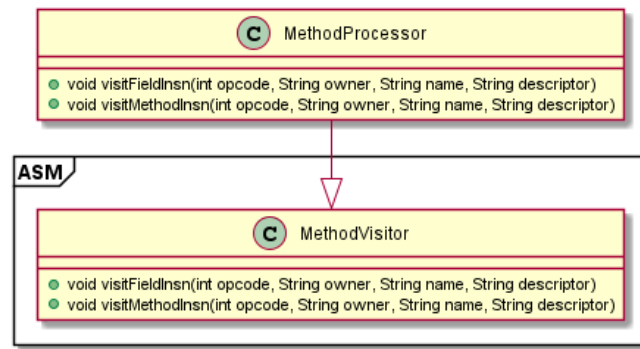 C MethodProcessor
void visitFieldInsn(int opcode, String owner, String name, String descriptor)
void visitMethodInsn(int opcode, String owner, String name, String descriptor)
ASM
C MethodVisitor
void visitFieldInsn(int opcode, String owner, String name, String descriptor)
void visitMethodInsn(int opcode, String owner, String name, String descriptor)